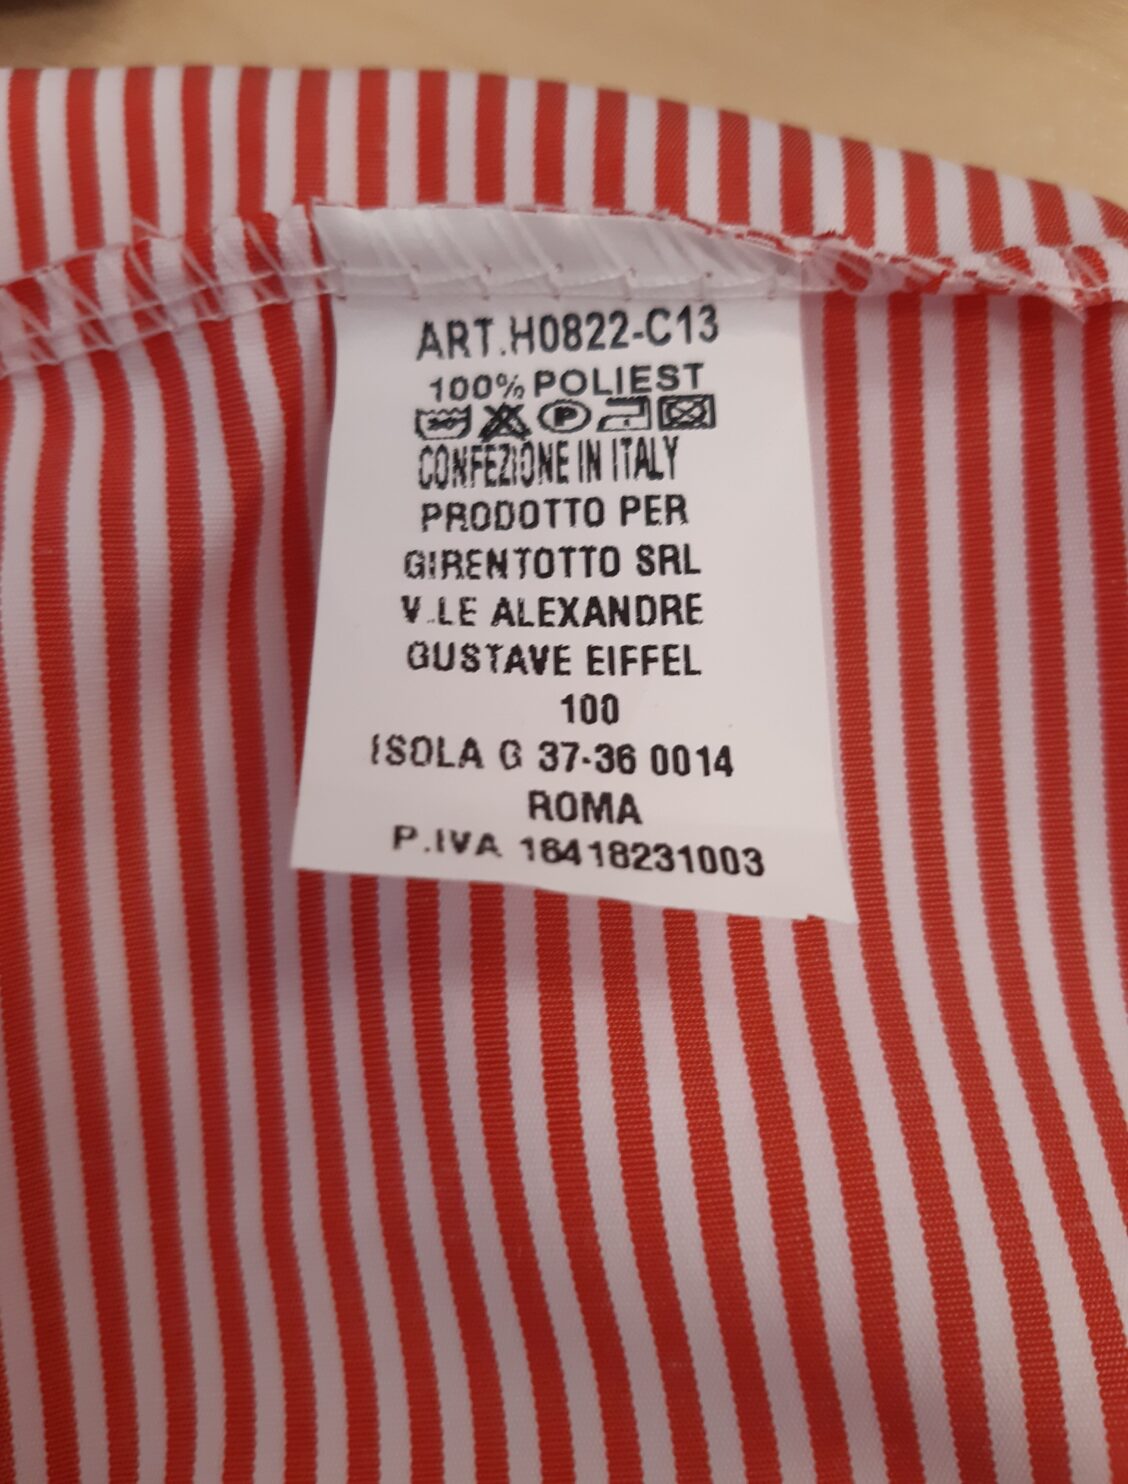 ART.H0822-C13
100% POLIEST
30 P
CONFEZIONE IN ITALY
PRODOTTO PER
GIRENTOTTO SRL
V.LE ALEXANDRE
GUSTAVE EIFFEL
100
ISOLA G 37-36 0014
ROMA
P.IVA 16418231003